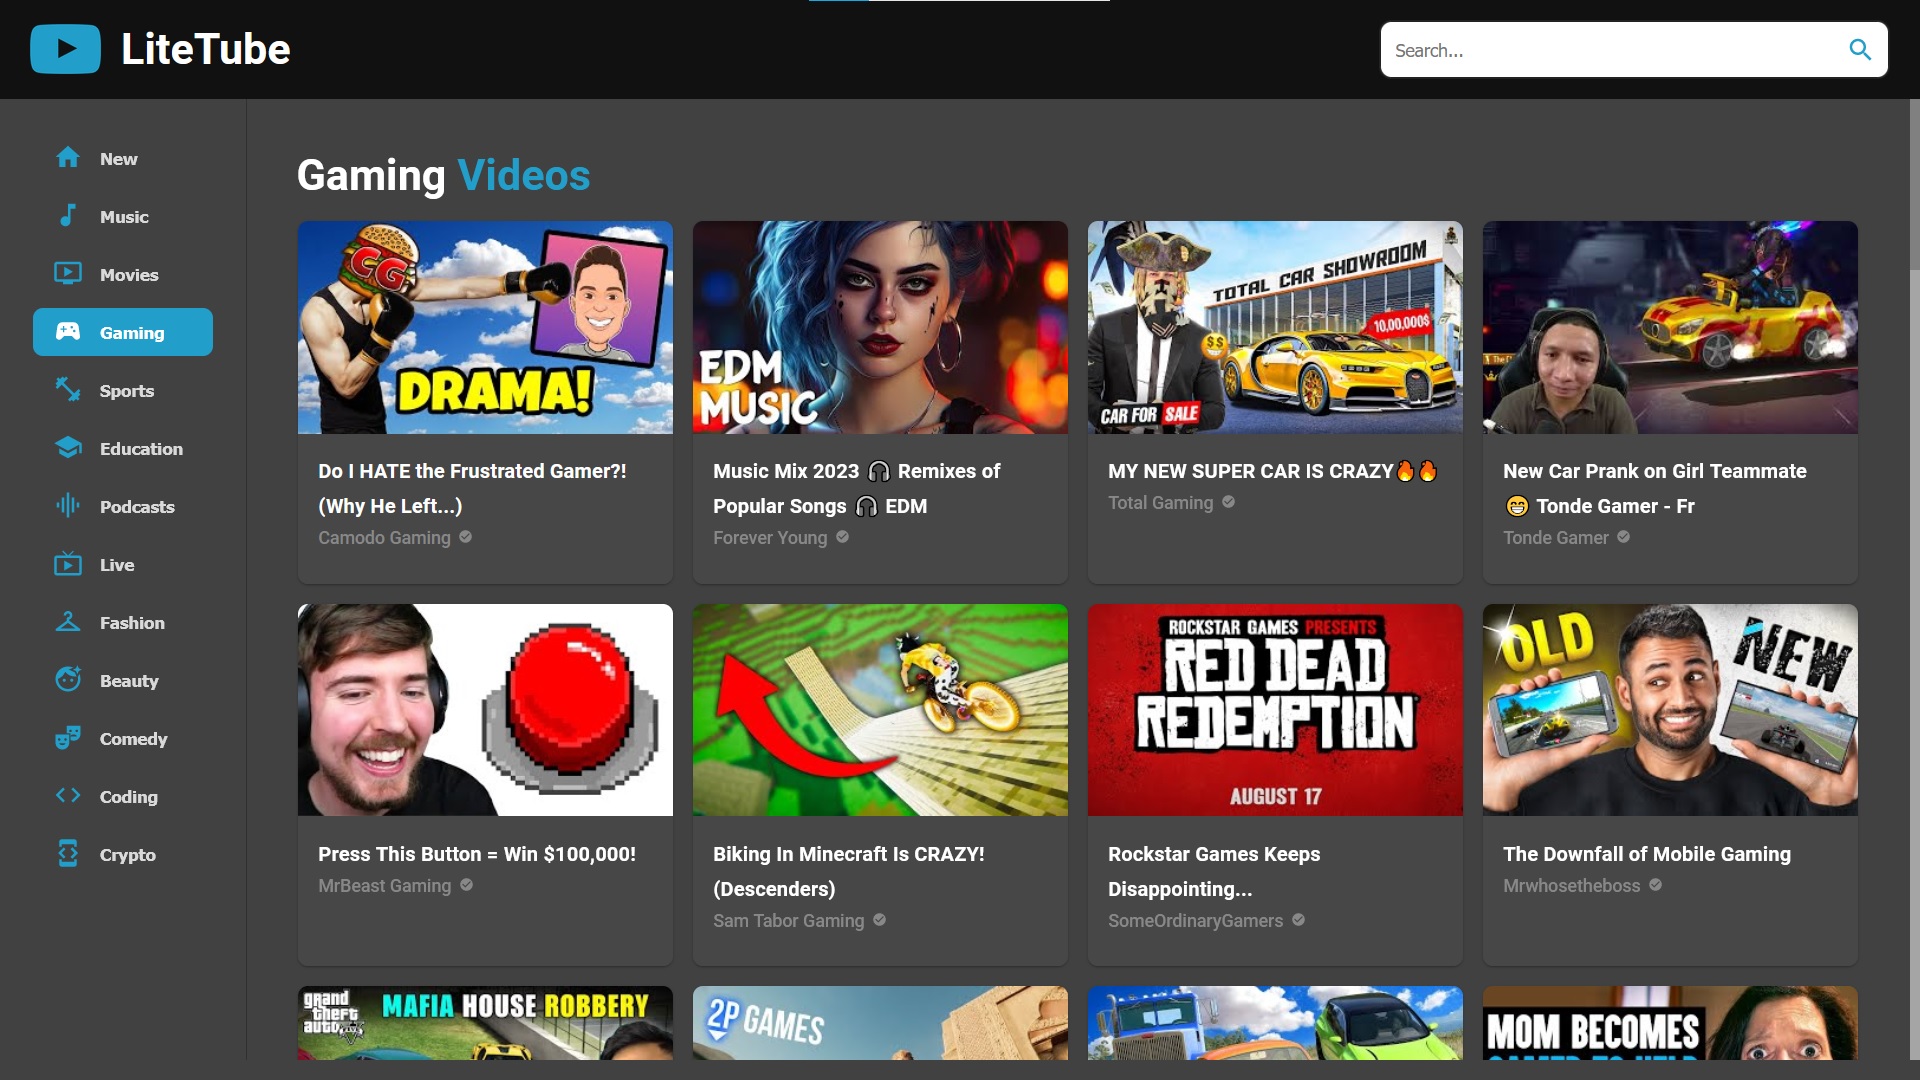 LiteTube
Search...
New
Music
Movies
Gaming
Sports
Education
Podcasts
Live
Fashion
Beauty
Comedy
Coding
Crypto
Gaming Videos
CG
DRAMA!
Do I HATE the Frustrated Gamer?!
(Why He Left...)
Camodo Gaming
EDM
MUSIC
Music Mix 2023 🎧 Remixes of
Popular Songs 🎧 EDM
Forever Young
TOTAL CAR SHOWROOM
10,00,000$
CAR FOR SALE
MY NEW SUPER CAR IS CRAZY🔥🔥
Total Gaming
New Car Prank on Girl Teammate
😁 Tonde Gamer - Fr
Tonde Gamer
Press This Button = Win $100,000!
MrBeast Gaming
Biking In Minecraft Is CRAZY!
(Descenders)
Sam Tabor Gaming
ROCKSTAR GAMES PRESENTS
RED DEAD
REDEMPTION
AUGUST 17
Rockstar Games Keeps
Disappointing...
SomeOrdinaryGamers
OLD
NEW
The Downfall of Mobile Gaming
Mrwhosetheboss
grand
theft
auto V
MAFIA HOUSE ROBBERY
2P GAMES
MOM BECOMES